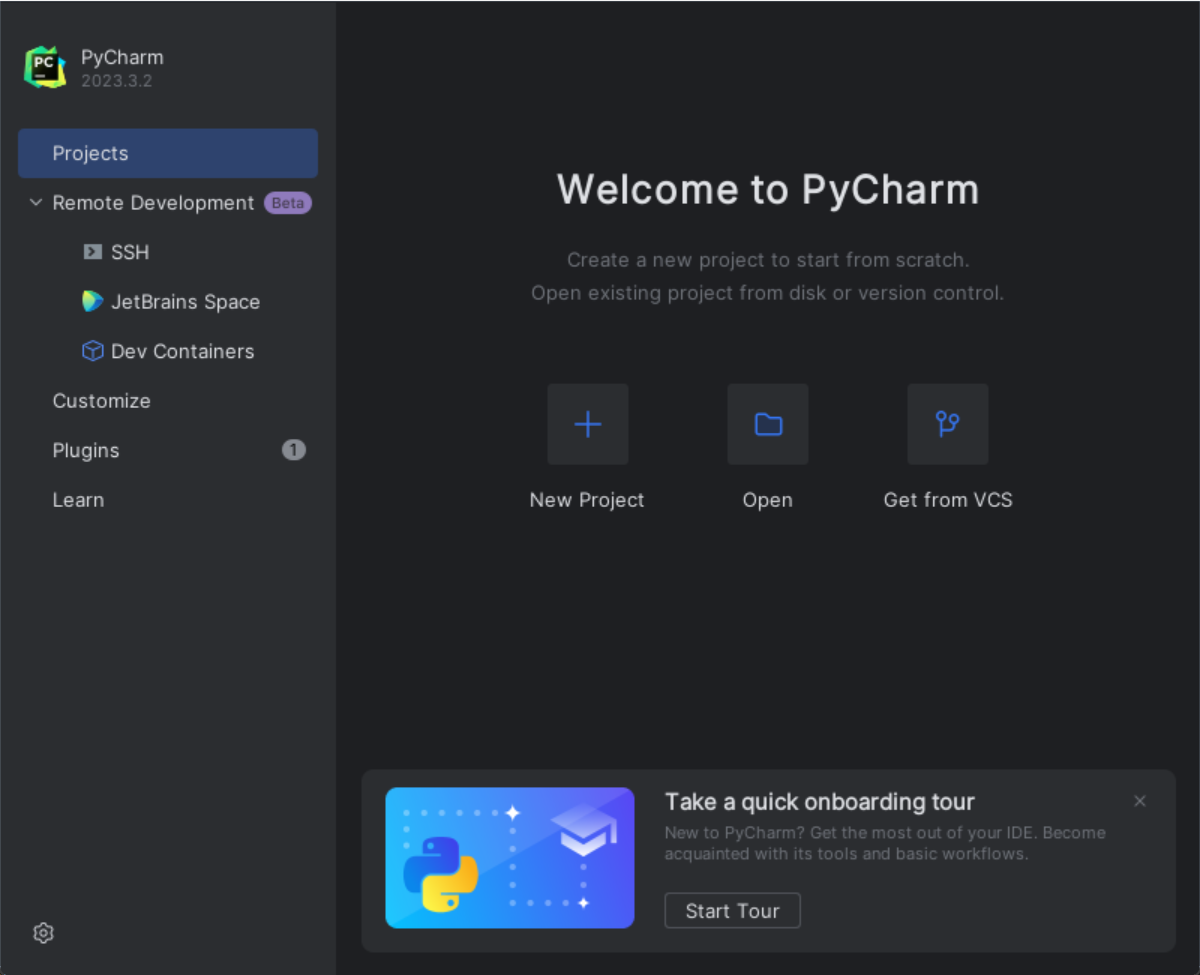 PC
PyCharm
2023.3.2
Projects
Remote Development Beta
SSH
JetBrains Space
Dev Containers
Customize
Plugins 1
Learn
Welcome to PyCharm
Create a new project to start from scratch.
Open existing project from disk or version control.
New Project Open Get from VCS
Take a quick onboarding tour
New to PyCharm? Get the most out of your IDE. Become
acquainted with its tools and basic workflows.
Start Tour